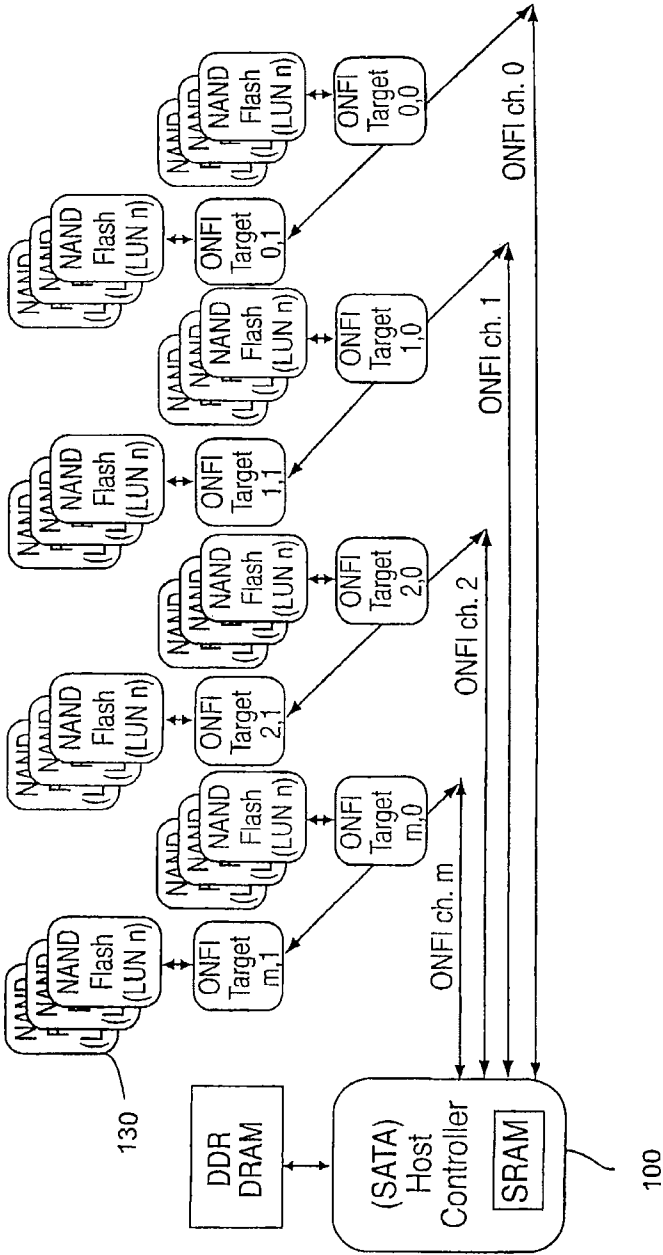 NAND
Flash
(LUN n)
ONFI
Target
m,1
NAND
Flash
(LUN n)
ONFI
Target
m,0
NAND
Flash
(LUN n)
ONFI
Target
2,1
NAND
Flash
(LUN n)
ONFI
Target
2,0
NAND
Flash
(LUN n)
ONFI
Target
1,1
NAND
Flash
(LUN n)
ONFI
Target
1,0
NAND
Flash
(LUN n)
ONFI
Target
0,1
NAND
Flash
(LUN n)
ONFI
Target
0,0
130
DDR
DRAM
(SATA)
Host
Controller
SRAM
100
ONFI ch. m
ONFI ch. 2
ONFI ch. 1
ONFI ch. 0